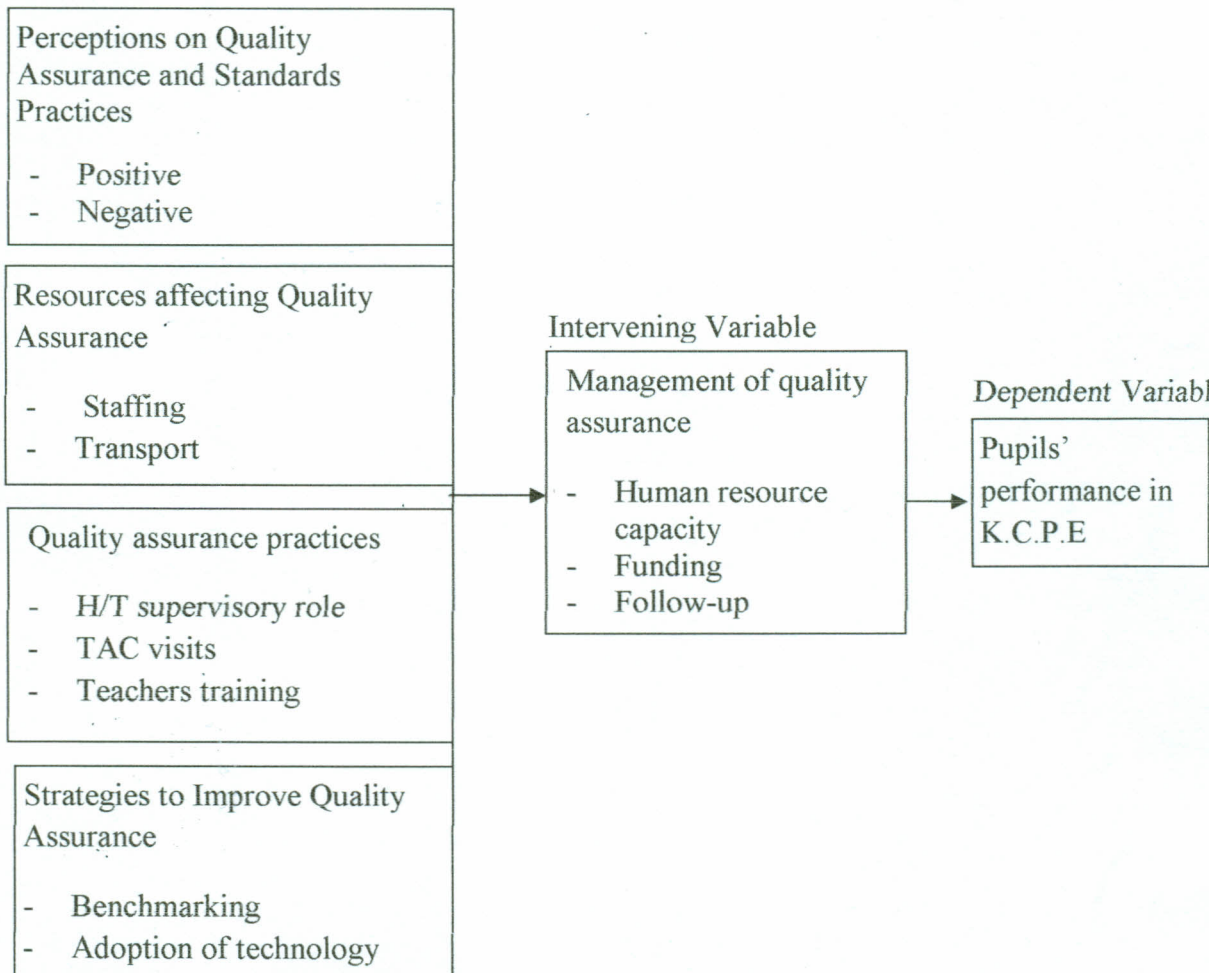 Perceptions on Quality
Assurance and Standards
Practices
- Positive
- Negative
Resources affecting Quality
Assurance
- Staffing
- Transport
Quality assurance practices
- H/T supervisory role
- TAC visits
- Teachers training
Strategies to Improve Quality
Assurance
- Benchmarking
- Adoption of technology
Intervening Variable
Management of quality
assurance
- Human resource
capacity
- Funding
- Follow-up
Dependent Variabl
Pupils'
performance in
K.C.P.E